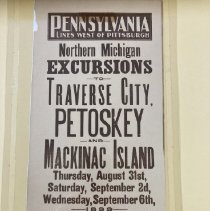 PENNSYLVANIA
LINES WEST OF PITTSBURGH
Northern Michigan
EXCURSIONS
TO
TRAVERSE CITY,
PETOSKEY
AND
MACKINAC ISLAND
Thursday, August 31st,
Saturday, September 2d,
Wednesday, September 6th,